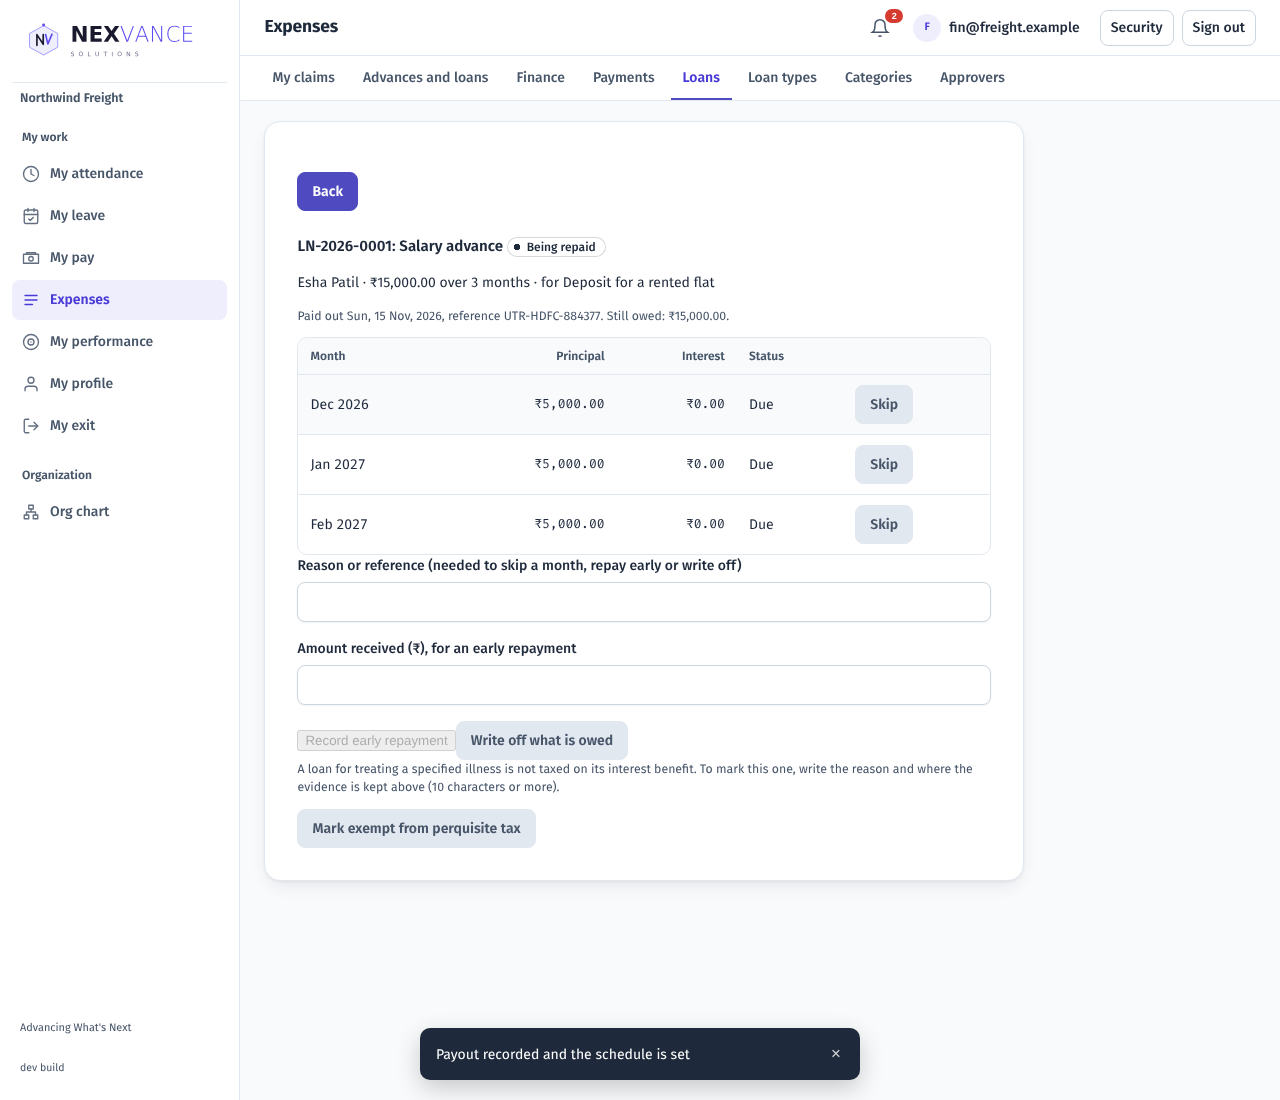 NV NEXVANCE
SOLUTIONS
Northwind Freight
My work
My attendance
My leave
My pay
Expenses
My performance
My profile
My exit
Organization
Org chart
Advancing What's Next
dev build
Expenses
2
F
fin@freight.example
Security
Sign out
My claims
Advances and loans
Finance
Payments
Loans
Loan types
Categories
Approvers
Back
LN-2026-0001: Salary advance
Being repaid
Esha Patil · ₹15,000.00 over 3 months · for Deposit for a rented flat
Paid out Sun, 15 Nov, 2026, reference UTR-HDFC-884377. Still owed: ₹15,000.00.
Month Principal Interest Status
Dec 2026 ₹5,000.00 ₹0.00 Due Skip
Jan 2027 ₹5,000.00 ₹0.00 Due Skip
Feb 2027 ₹5,000.00 ₹0.00 Due Skip
Reason or reference (needed to skip a month, repay early or write off)
Amount received (₹), for an early repayment
Record early repayment
Write off what is owed
A loan for treating a specified illness is not taxed on its interest benefit. To mark this one, write the reason and where the
evidence is kept above (10 characters or more).
Mark exempt from perquisite tax
Payout recorded and the schedule is set ×